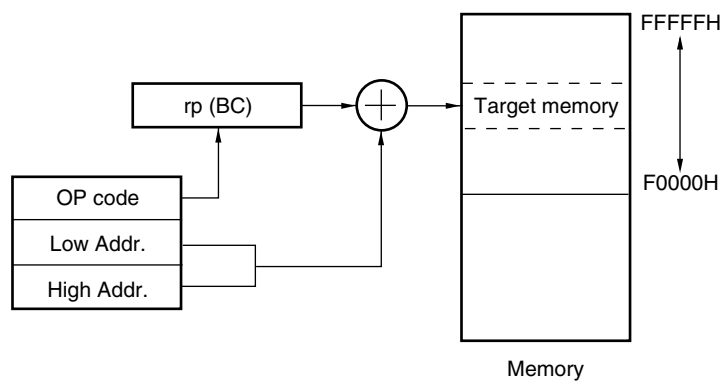 FFFFFH
rp (BC)
Target memory
OP code
F0000H
Low Addr.
High Addr.
Memory